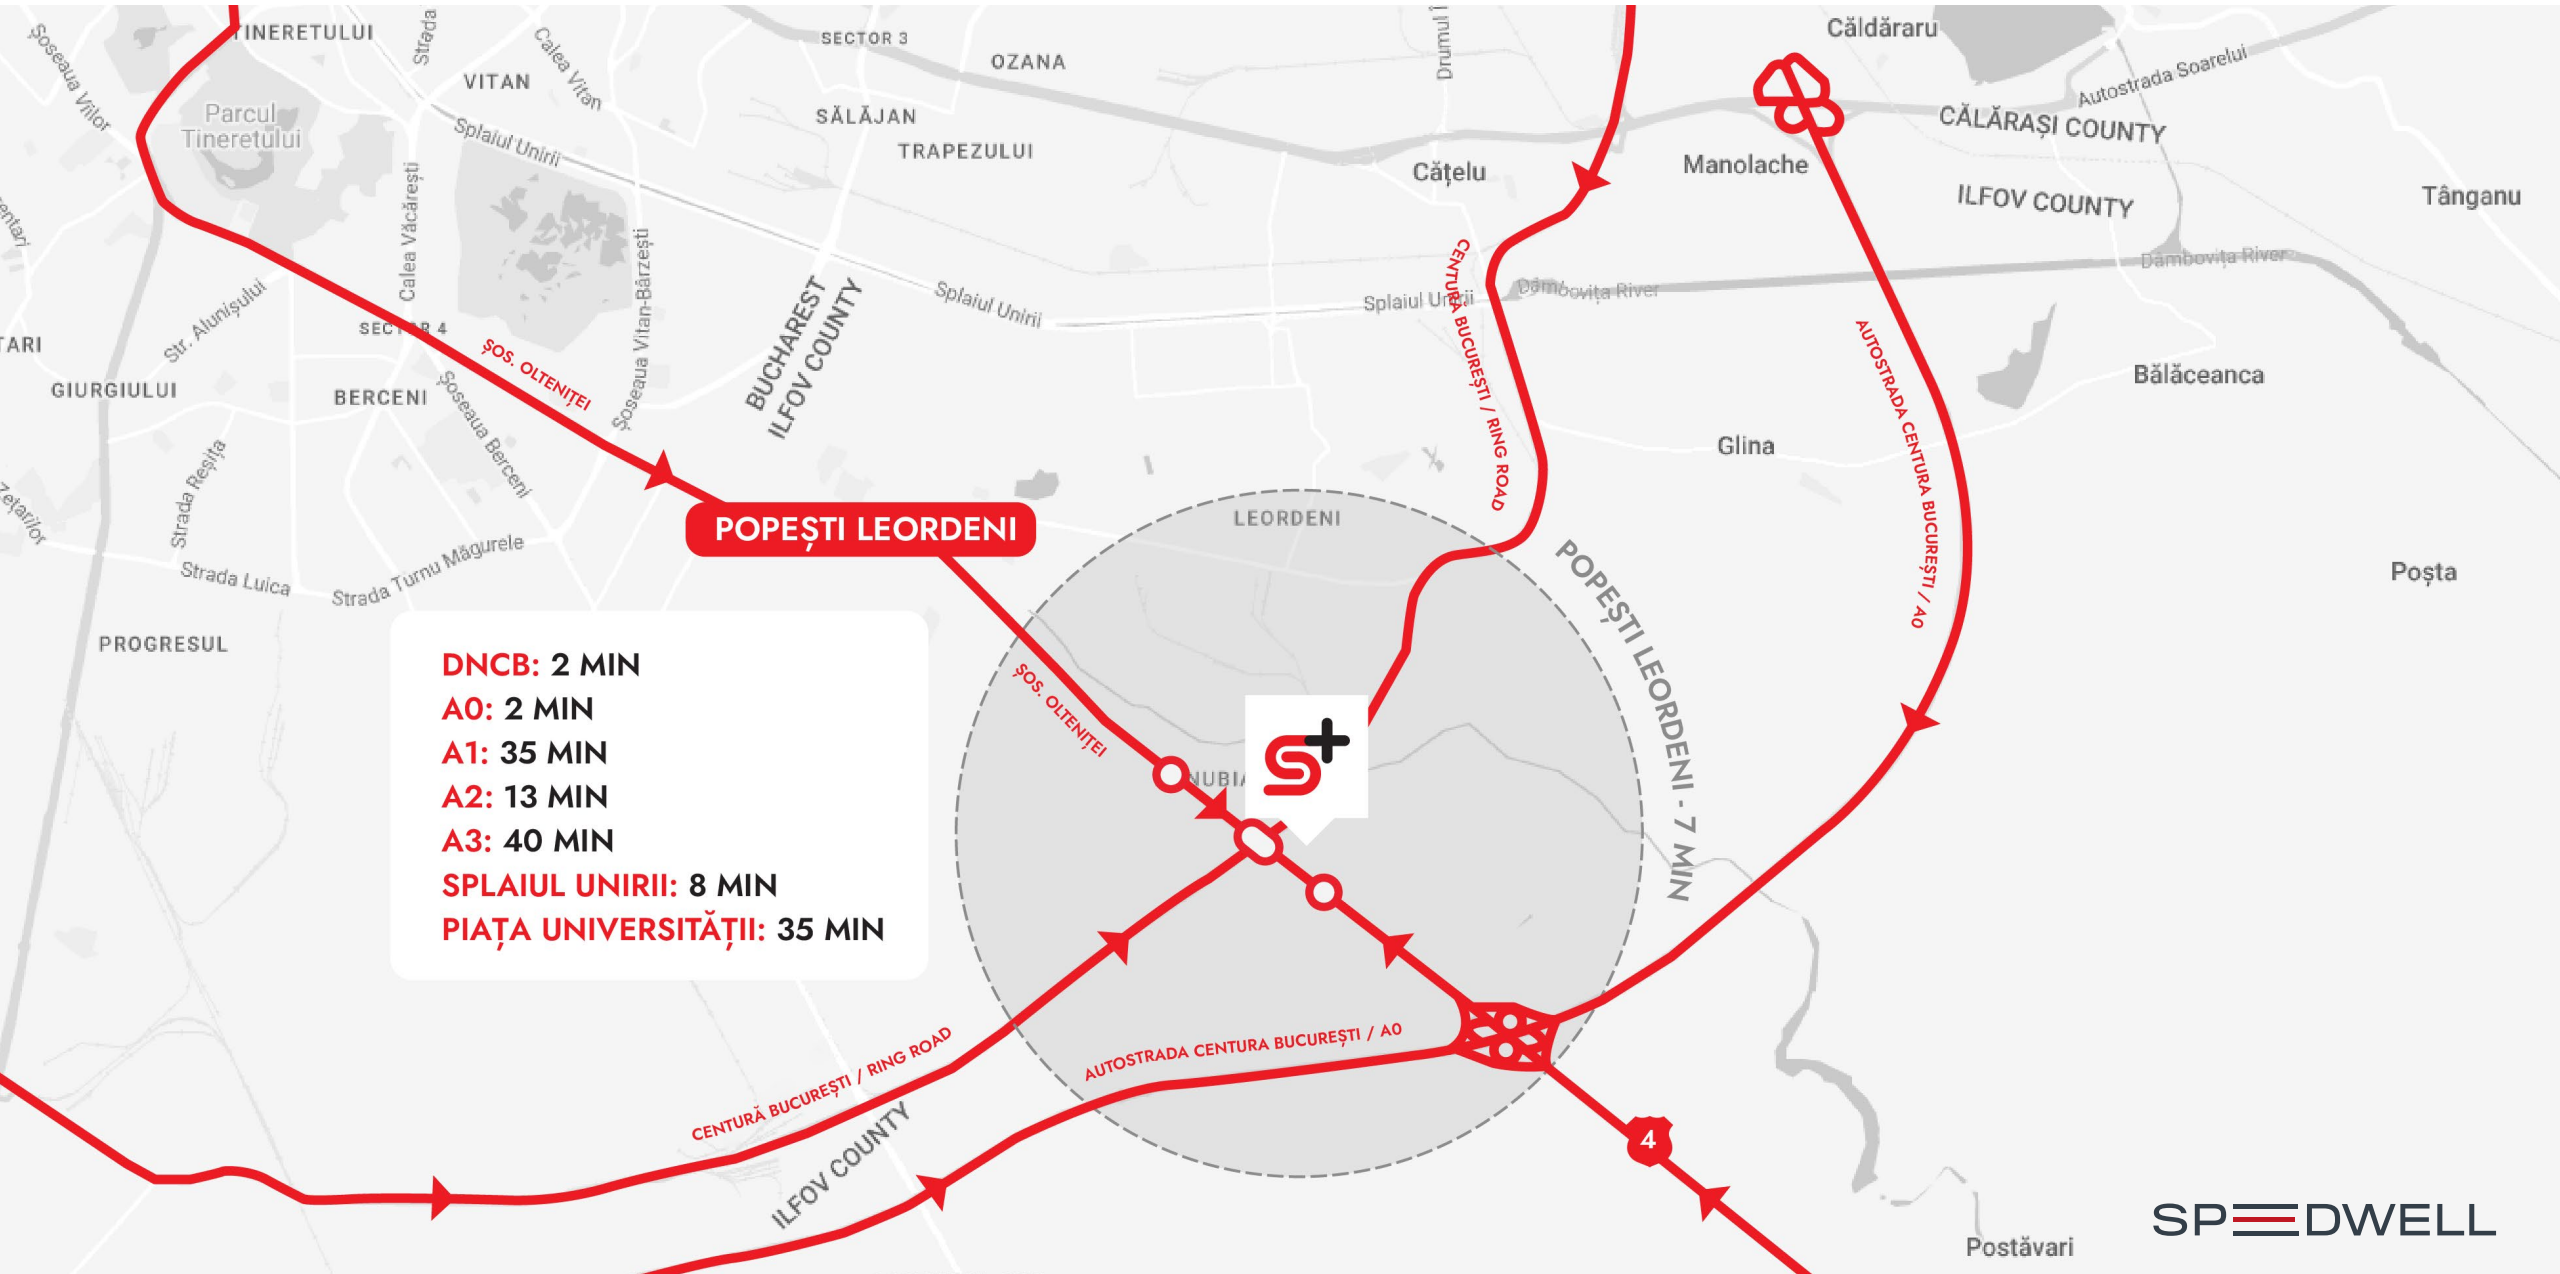 TINERETULUI
Strada
Șoseaua Viilor
VITAN
Calea Vitan
SECTOR 3
OZANA
Drumul
Căldăraru
Autostrada Soarelui
Parcul
Tineretului
Splaiul Unirii
SĂLĂJAN
TRAPEZULUI
Cățelu
Manolache
CĂLĂRAȘI COUNTY
ILFOV COUNTY
Tânganu
Calea Văcărești
Șoseaua Vitan-Bârzești
BUCHAREST
ILFOV COUNTY
Splaiul Unirii
Splaiul Unirii
Dâmbovița River
Dâmbovița River
Str. Alunișului
SECTOR 4
ȘOS. OLTENIȚEI
CENTURĂ BUCUREȘTI / RING ROAD
AUTOSTRADA CENTURA BUCUREȘTI / A0
GIURGIULUI
BERCENI
Șoseaua Berceni
Bălăceanca
Glina
Strada Reșița
POPEȘTI LEORDENI
LEORDENI
Strada Luica
Strada Turnu Măgurele
POPEȘTI LEORDENI - 7 MIN
Poșta
PROGRESUL
DNCB: 2 MIN
A0: 2 MIN
A1: 35 MIN
A2: 13 MIN
A3: 40 MIN
SPLAIUL UNIRII: 8 MIN
PIAȚA UNIVERSITĂȚII: 35 MIN
ȘOS. OLTENIȚEI
S+
CENTURĂ BUCUREȘTI / RING ROAD
AUTOSTRADA CENTURA BUCUREȘTI / A0
ILFOV COUNTY
4
Postăvari
SPEEDWELL